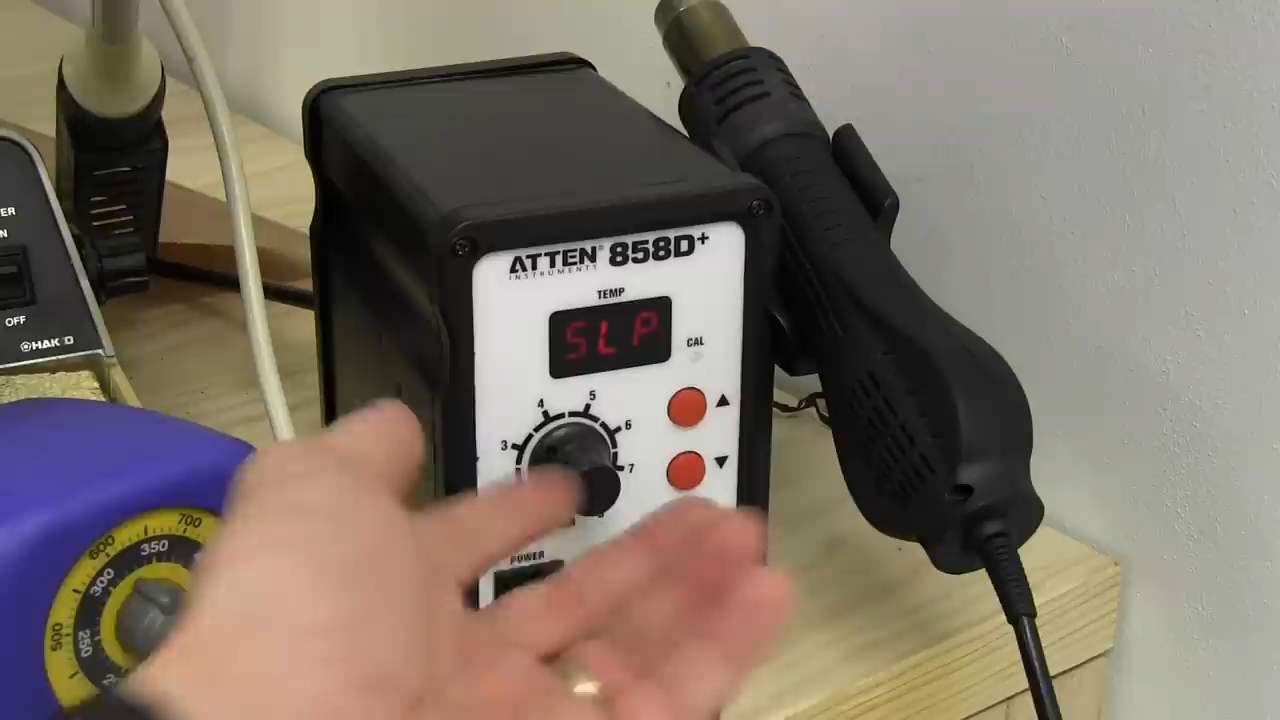 ATTEN® 858D+
INSTRUMENTS
TEMP
SLP
CAL
▲
▼
3
4
5
6
7
POWER
ON
OFF
HAKKO
700
600
500
350
300
250